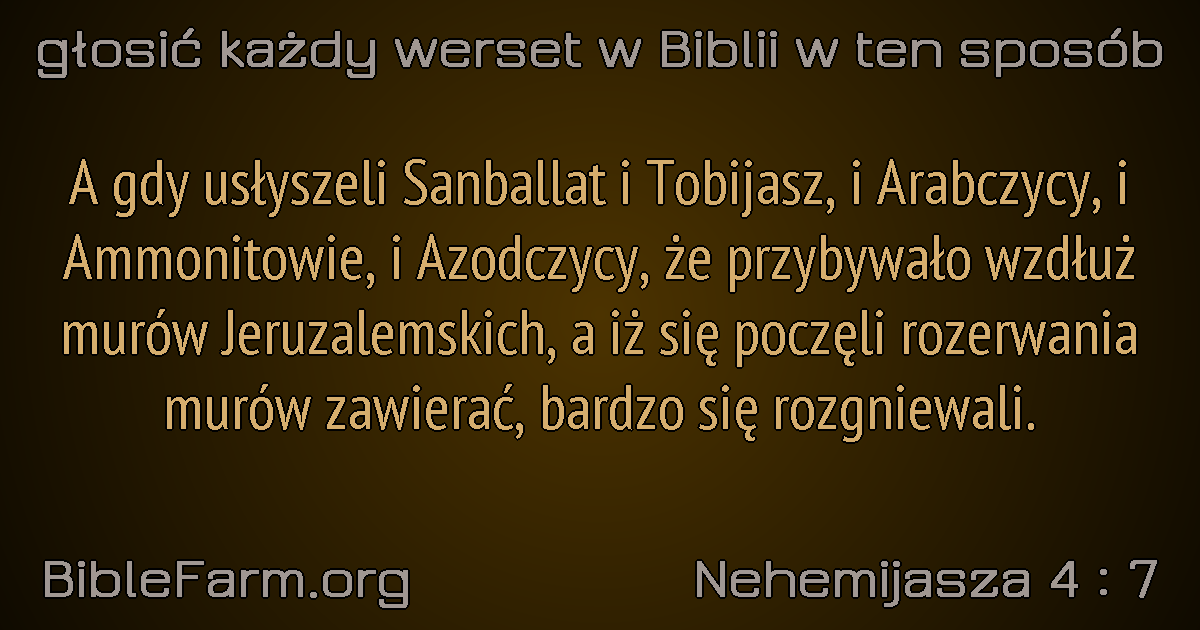 głosić każdy werset w Biblii w ten sposób
A gdy usłyszeli Sanballat i Tobijasz, i Arabczycy, i
Ammonitowie, i Azodczycy, że przybywało wzdłuż
murów Jeruzalemskich, a iż się poczęli rozerwania
murów zawierać, bardzo się rozgniewali.
BibleFarm.org
Nehemijasza 4 : 7